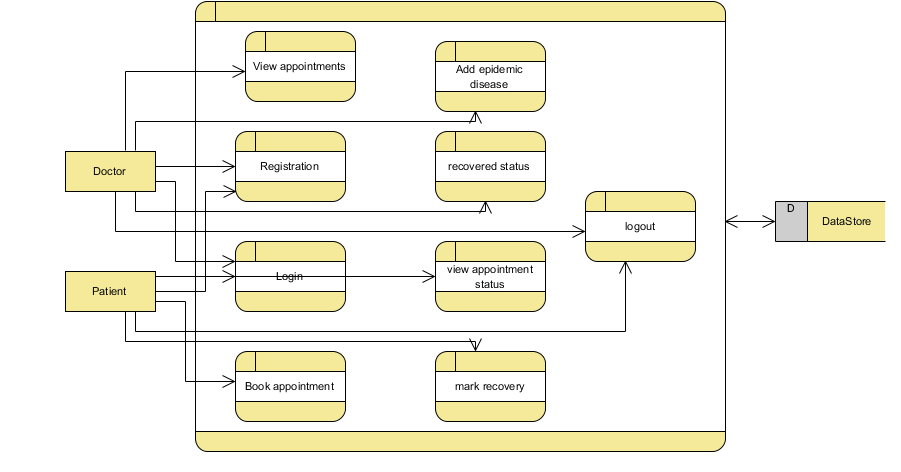 View appointments
Add epidemic
disease
Doctor
Registration
recovered status
D
DataStore
logout
Login
view appointment
status
Patient
Book appointment
mark recovery